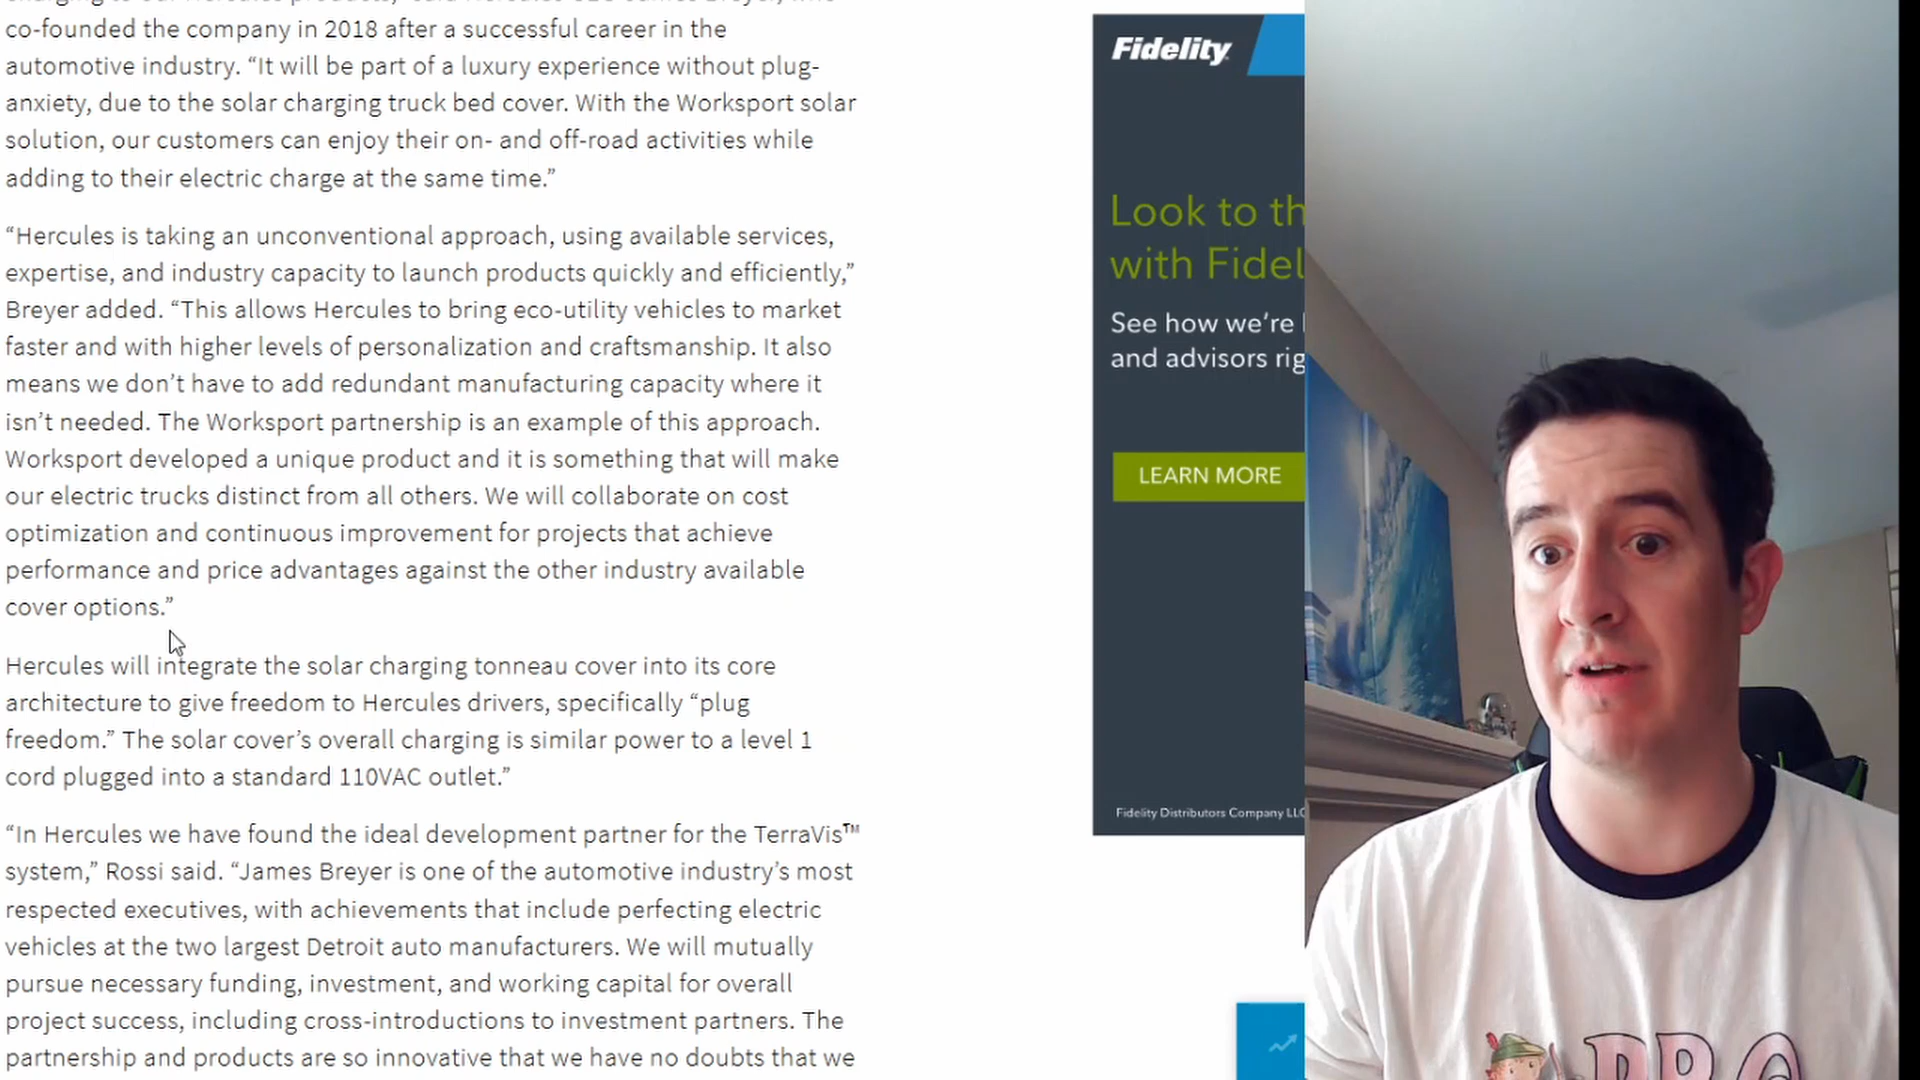 co-founded the company in 2018 after a successful career in the
automotive industry. “It will be part of a luxury experience without plug-
anxiety, due to the solar charging truck bed cover. With the Worksport solar
solution, our customers can enjoy their on- and off-road activities while
adding to their electric charge at the same time.”
“Hercules is taking an unconventional approach, using available services,
expertise, and industry capacity to launch products quickly and efficiently,”
Breyer added. “This allows Hercules to bring eco-utility vehicles to market
faster and with higher levels of personalization and craftsmanship. It also
means we don’t have to add redundant manufacturing capacity where it
isn’t needed. The Worksport partnership is an example of this approach.
Worksport developed a unique product and it is something that will make
our electric trucks distinct from all others. We will collaborate on cost
optimization and continuous improvement for projects that achieve
performance and price advantages against the other industry available
cover options.”
Hercules will integrate the solar charging tonneau cover into its core
architecture to give freedom to Hercules drivers, specifically “plug
freedom.” The solar cover’s overall charging is similar power to a level 1
cord plugged into a standard 110VAC outlet.”
“In Hercules we have found the ideal development partner for the TerraVis™
system,” Rossi said. “James Breyer is one of the automotive industry’s most
respected executives, with achievements that include perfecting electric
vehicles at the two largest Detroit auto manufacturers. We will mutually
pursue necessary funding, investment, and working capital for overall
project success, including cross-introductions to investment partners. The
partnership and products are so innovative that we have no doubts that we
Fidelity
Look to th
with Fidel
See how we’re
and advisors rig
LEARN MORE
Fidelity Distributors Company LLC